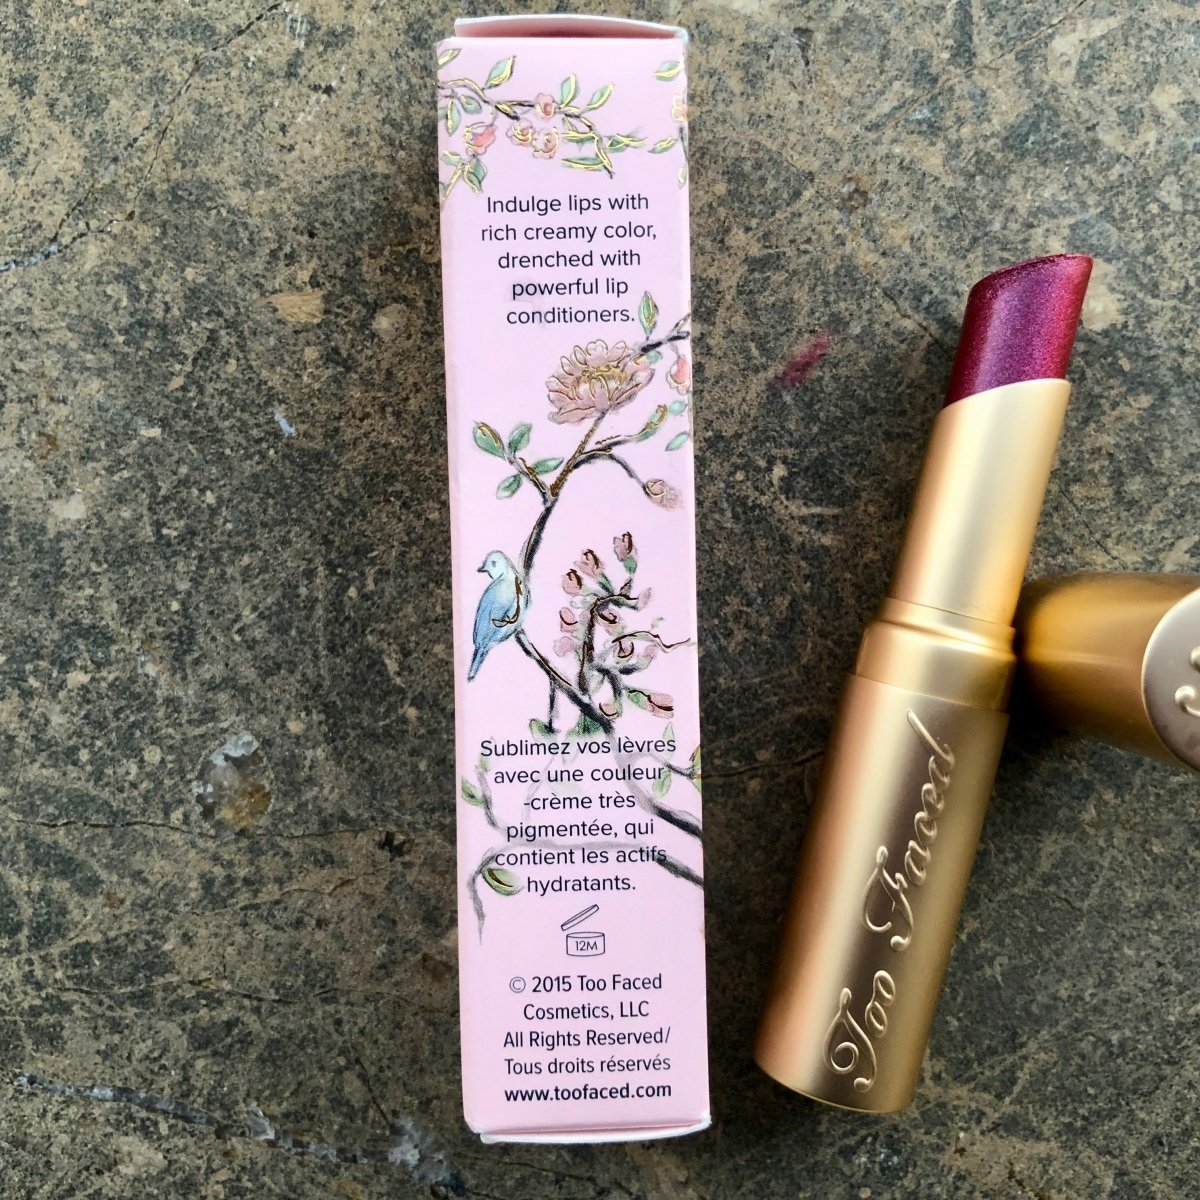 Indulge lips with
rich creamy color,
drenched with
powerful lip
conditioners.
Sublimez vos lèvres
avec une couleur
-crème très
pigmentée, qui
contient les actifs
hydratants.
12M
© 2015 Too Faced
Cosmetics, LLC
All Rights Reserved/
Tous droits réservés
www.toofaced.com
Too Faced